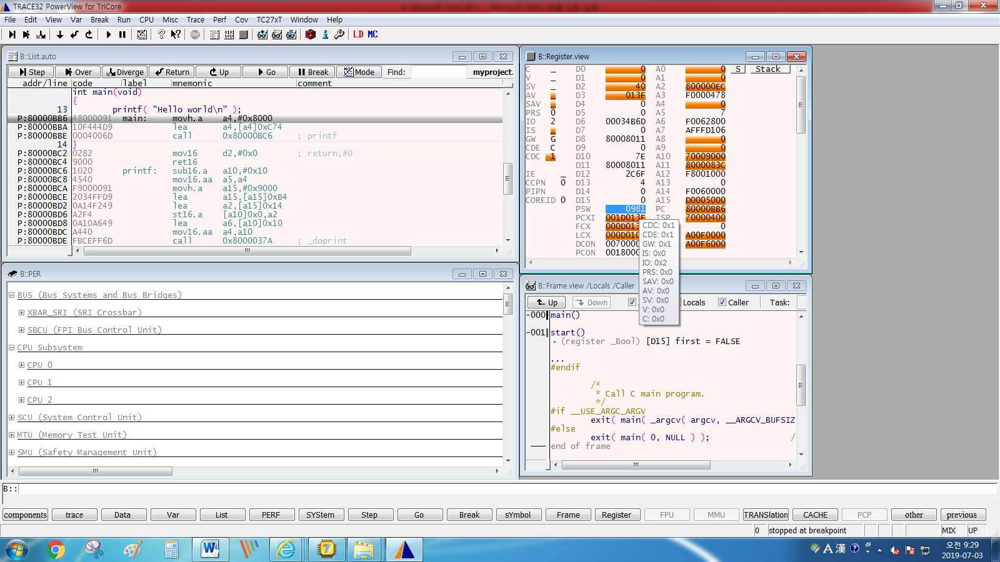 TRACE32 PowerView for TriCore
File Edit View Var Break Run CPU Misc Trace Perf Cov TC27xT Window Help
LD MC
B::List.auto
Step Over Diverge Return Up Go Break Mode Find: myproject.
addr/line code label mnemonic comment
int main(void)
{
13 printf( "Hello world\n" );
P:80000BB6 48000091 main: movh.a a4,#0x8000
P:80000BBA 10F444D9 lea a4,[a4]0xC74
P:80000BBE 0004006D call 0x80000BC6 ; printf
14 }
P:80000BC2 0282 mov16 d2,#0x0 ; return,#0
P:80000BC4 9000 ret16
P:80000BC6 1020 printf: sub16.a a10,#0x10
P:80000BC8 4540 mov16.aa a5,a4
P:80000BCA F9000091 movh.a a15,#0x9000
P:80000BCE 2034FFD9 lea a15,[a15]0xB4
P:80000BD2 0A14F249 lea a2,[a15]0x14
P:80000BD6 A2F4 st16.a [a10]0x0,a2
P:80000BD8 0A10A649 lea a6,[a10]0x10
P:80000BDC A440 mov16.aa a4,a10
P:80000BDE FBCEFF6D call 0x8000037A ; _doprint
B::Register.view
C _ D0 0 A0 0 S Stack
V _ D1 0 A1 0
SV _ D2 40 A2 800000EC
AV _ D3 013F A3 F0000478
SAV _ D4 0 A4 0
PRS 0 D5 0 A5 7
IO 2 D6 00034B6D A6 F0062800
IS _ D7 0 A7 AFFFD106
GW G D8 80008011 A8 0
CDE C D9 0 A9 0
CDC 1 D10 7E A10 70009000
D11 80008011 A11 8000083C
IE _ D12 2C6F A12 F8001000
CCPN 0 D13 4 A13 0
PIPN D14 0 A14 F0060000
COREID 0 D15 0 A15 D0005000
PSW 0981 PC 80000BB6
PCXI 001D013F ISP 70000400
FCX 000D013 0
LCX 000D010 A00F0000
DCON 0070000 A00F6000
PCON 0018000
CDC: 0x1
CDE: 0x1
GW: 0x1
IS: 0x0
IO: 0x2
PRS: 0x0
SAV: 0x0
AV: 0x0
SV: 0x0
V: 0x0
C: 0x0
B::PER
BUS (Bus Systems and Bus Bridges)
XBAR_SRI (SRI Crossbar)
SBCU (FPI Bus Control Unit)
CPU Subsystem
CPU 0
CPU 1
CPU 2
SCU (System Control Unit)
MTU (Memory Test Unit)
SMU (Safety Management Unit)
B::Frame.view /Locals /Caller
Up Down Locals Caller Task:
-000 main()
-001 start()
(register _Bool) [D15] first = FALSE
...
#endif
/*
* Call C main program.
*/
#if __USE_ARGC_ARGV
exit( main( _argcv( argcv, __ARGCV_BUFSIZ
#else
exit( main( 0, NULL ) ); /
end of frame
B::
components trace Data Var List PERF SYStem Step Go Break sYmbol Frame Register FPU MMU TRANSlation CACHE PCP other previous
0 stopped at breakpoint MIX UP
A 漢
오전 9:29
2019-07-03